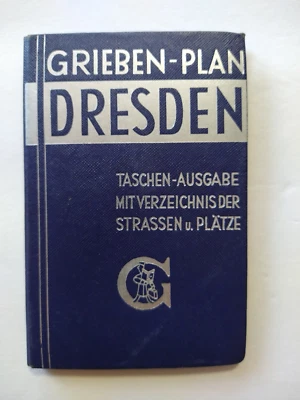 GRIEBEN-PLAN
DRESDEN
TASCHEN-AUSGABE
MIT VERZEICHNIS DER
STRASSEN u. PLÄTZE
G